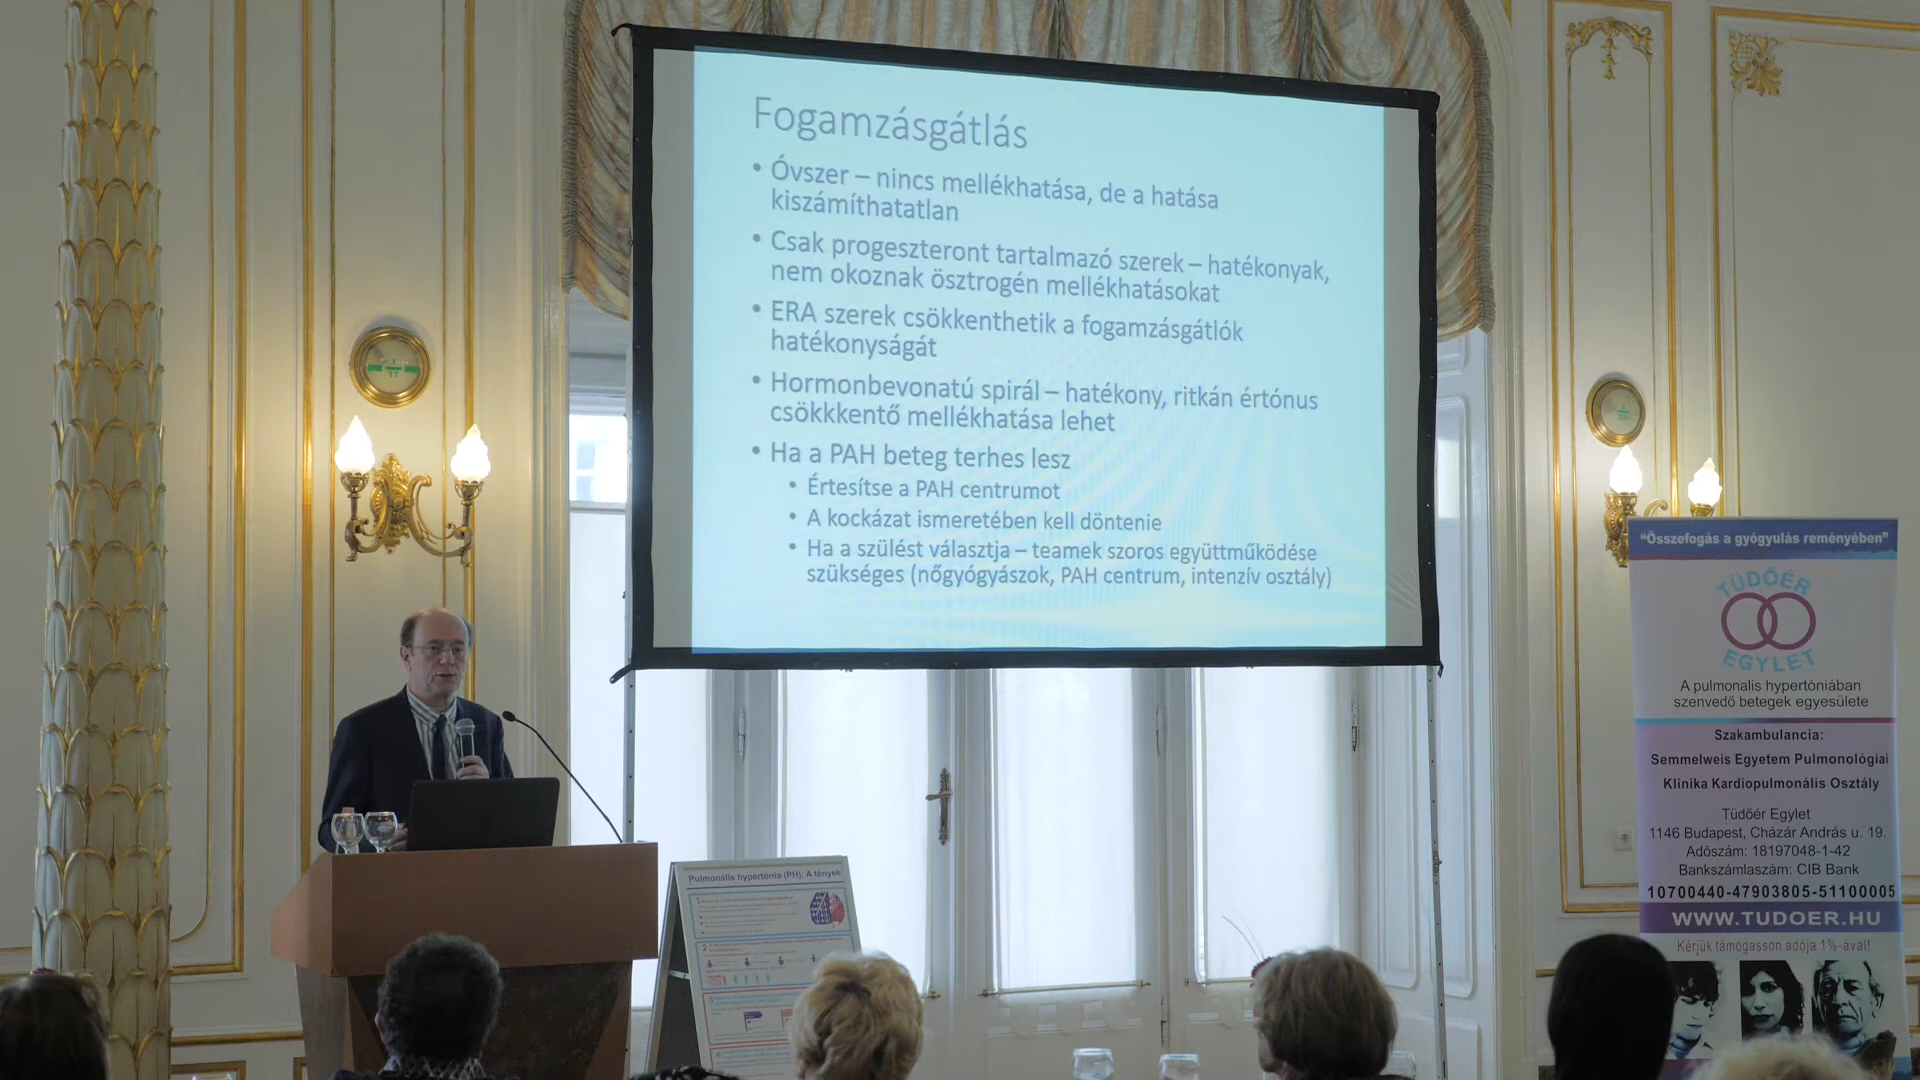 Fogamzásgátlás
• Óvszer – nincs mellékhatása, de a hatása
kiszámíthatatlan
• Csak progeszteront tartalmazó szerek – hatékonyak,
nem okoznak ösztrogén mellékhatásokat
• ERA szerek csökkenthetik a fogamzásgátlók
hatékonyságát
• Hormonbevonatú spirál – hatékony, ritkán értónus
csökkkentő mellékhatása lehet
• Ha a PAH beteg terhes lesz
• Értesítse a PAH centrumot
• A kockázat ismeretében kell döntenie
• Ha a szülést választja – teamek szoros együttműködése
szükséges (nőgyógyászok, PAH centrum, intenzív osztály)
"Összefogás a gyógyulás reményében"
TÜDŐÉR
EGYLET
A pulmonalis hypertóniában
szenvedő betegek egyesülete
Szakambulancia:
Semmelweis Egyetem Pulmonológiai
Klinika Kardiopulmonális Osztály
Tüdőér Egylet
1146 Budapest, Cházár András u. 19.
Adószám: 18197048-1-42
Bankszámlaszám: CIB Bank
10700440-47903805-51100005
WWW.TUDOER.HU
Kérjük támogasson adója 1%-ával!
Pulmonális hypertónia (PH): A tények
1
2
3
17